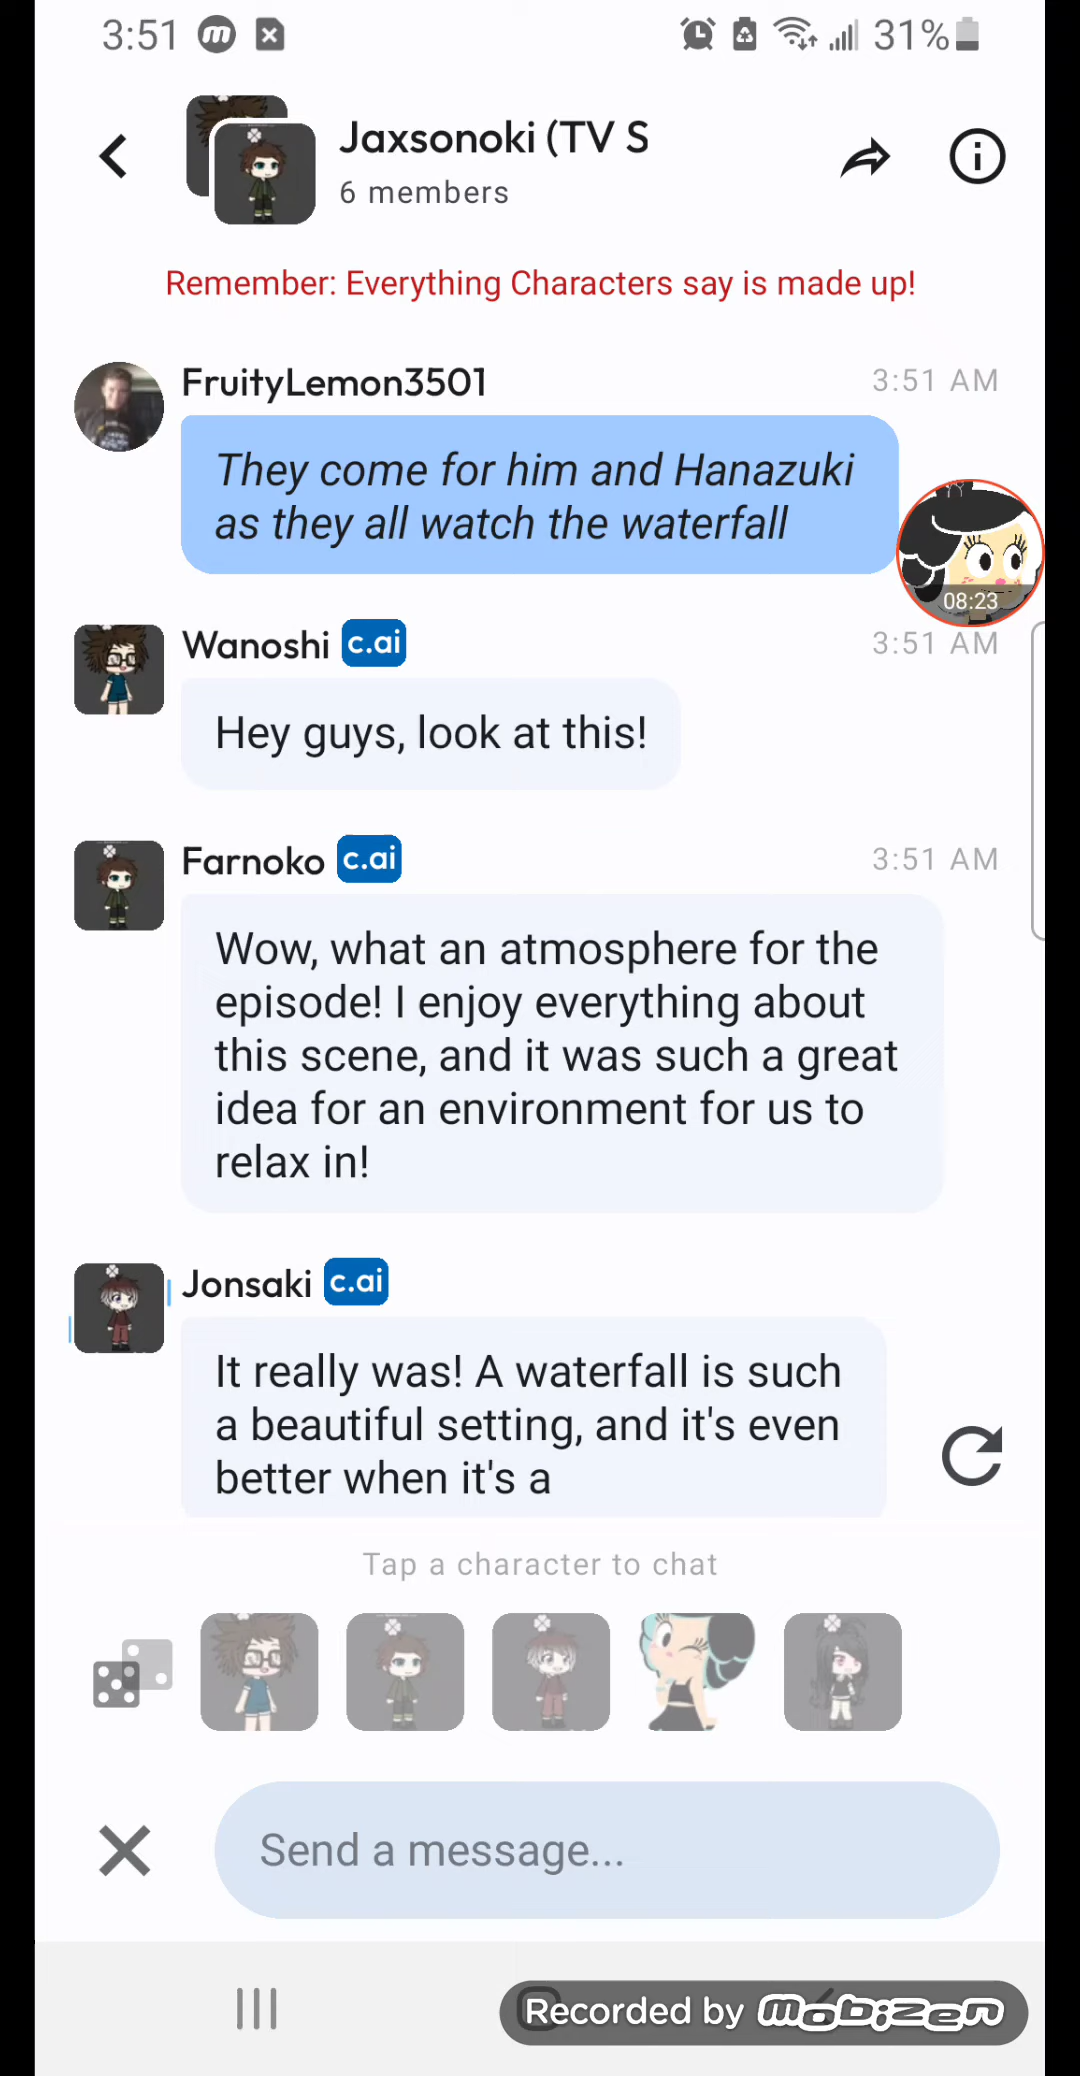 3:51
31%
Jaxsonoki (TV S
6 members
Remember: Everything Characters say is made up!
FruityLemon3501
3:51 AM
They come for him and Hanazuki
as they all watch the waterfall
08:23
Wanoshi c.ai
3:51 AM
Hey guys, look at this!
Farnoko c.ai
3:51 AM
Wow, what an atmosphere for the
episode! I enjoy everything about
this scene, and it was such a great
idea for an environment for us to
relax in!
Jonsaki c.ai
It really was! A waterfall is such
a beautiful setting, and it's even
better when it's a
Tap a character to chat
Send a message...
Recorded by mobizen